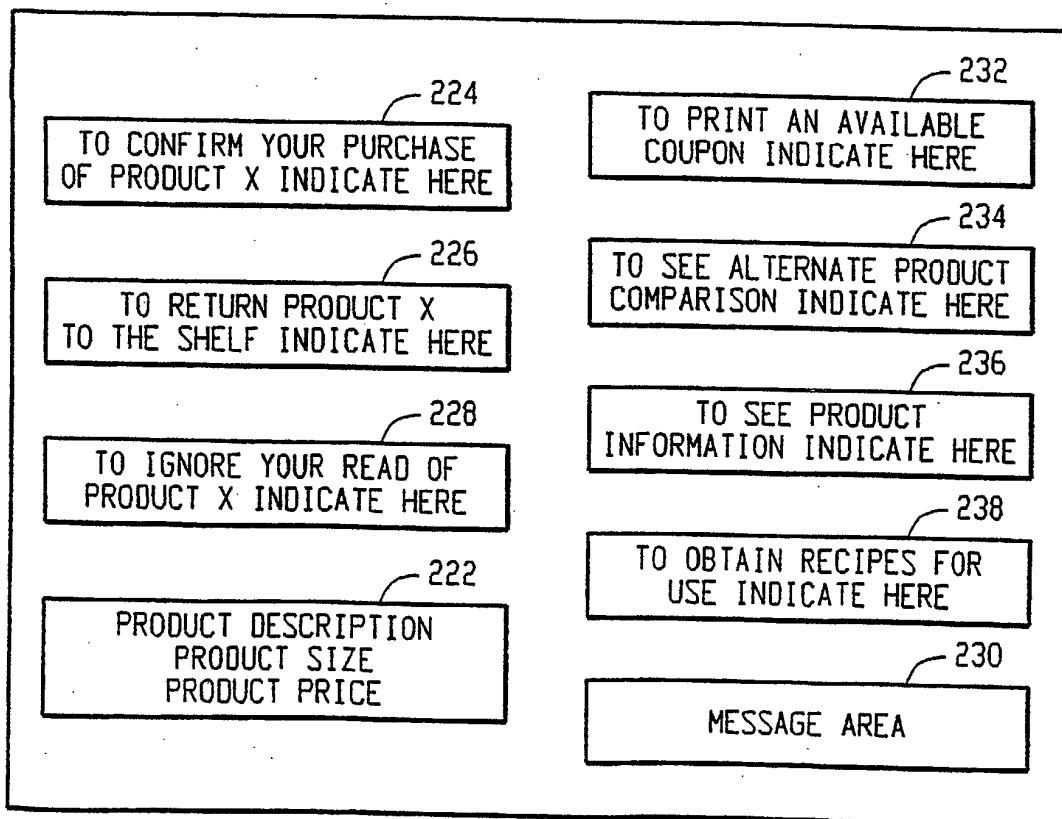 224
TO CONFIRM YOUR PURCHASE
OF PRODUCT X INDICATE HERE
226
TO RETURN PRODUCT X
TO THE SHELF INDICATE HERE
228
TO IGNORE YOUR READ OF
PRODUCT X INDICATE HERE
222
PRODUCT DESCRIPTION
PRODUCT SIZE
PRODUCT PRICE
232
TO PRINT AN AVAILABLE
COUPON INDICATE HERE
234
TO SEE ALTERNATE PRODUCT
COMPARISON INDICATE HERE
236
TO SEE PRODUCT
INFORMATION INDICATE HERE
238
TO OBTAIN RECIPES FOR
USE INDICATE HERE
230
MESSAGE AREA